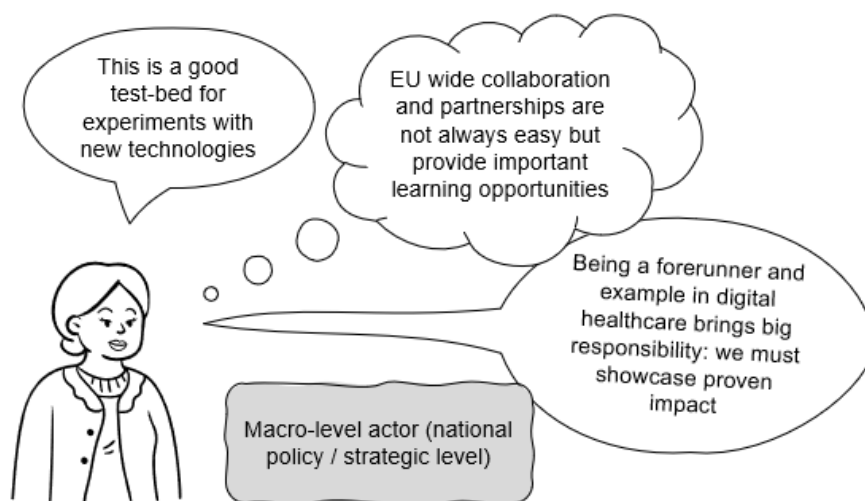 This is a good
test-bed for
experiments with
new technologies
EU wide collaboration
and partnerships are
not always easy but
provide important
learning opportunities
Being a forerunner and
example in digital
healthcare brings big
responsibility: we must
showcase proven
impact
Macro-level actor (national
policy / strategic level)